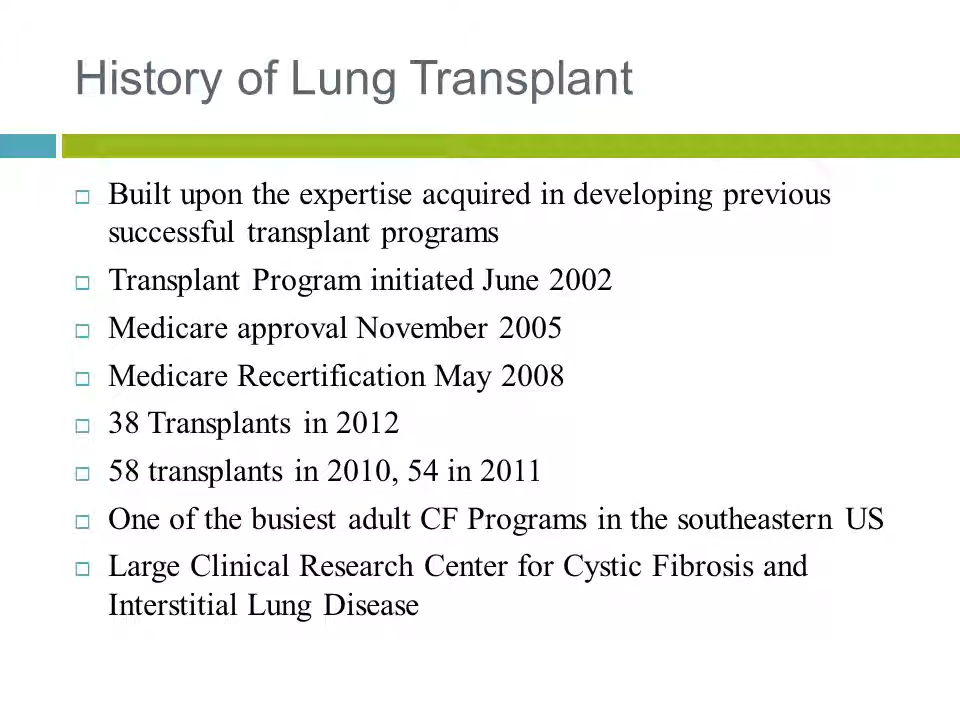 History of Lung Transplant
Built upon the expertise acquired in developing previous
successful transplant programs
Transplant Program initiated June 2002
Medicare approval November 2005
Medicare Recertification May 2008
38 Transplants in 2012
58 transplants in 2010, 54 in 2011
One of the busiest adult CF Programs in the southeastern US
Large Clinical Research Center for Cystic Fibrosis and
Interstitial Lung Disease